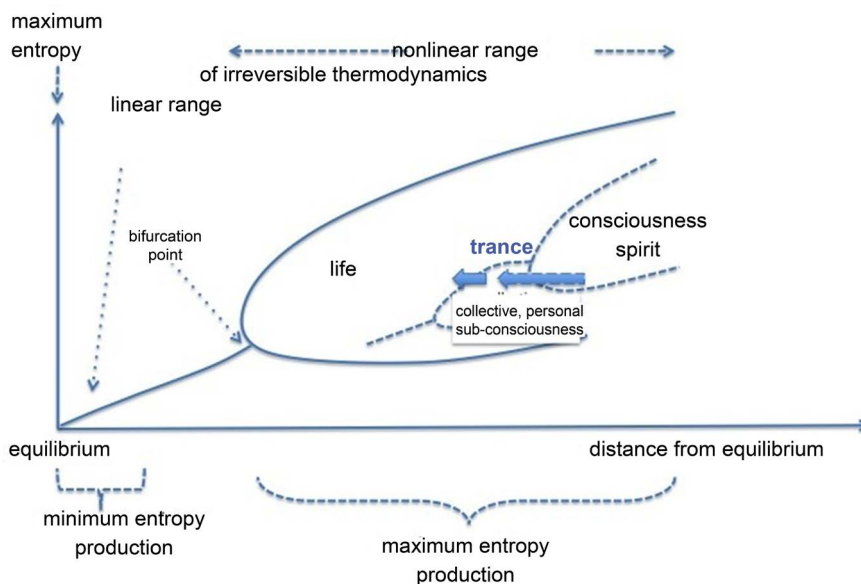 maximum
entropy
nonlinear range
of irreversible thermodynamics
linear range
bifurcation
point
life
trance
consciousness
spirit
collective, personal
sub-consciousness
equilibrium
distance from equilibrium
minimum entropy
production
maximum entropy
production